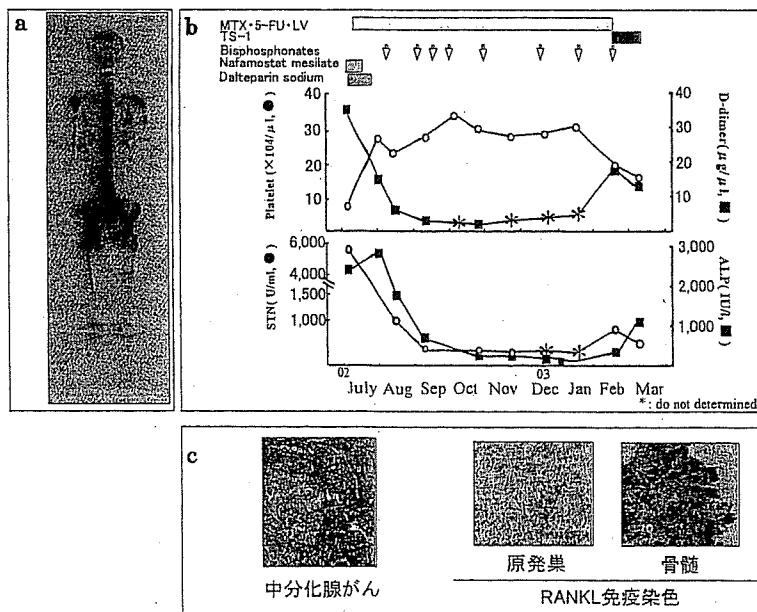 a
b
MTX・5-FU・LV
TS-1
Bisphosphonates
Nafamostat mesilate
Dalteparin sodium
Platelet (×104/μl, ●)
40
30
20
10
40
30
20
10
D-dimer(μg/μl, ■)
STN(U/ml, ●)
6,000
4,000
1,500
1,000
3,000
2,000
1,000
ALP(IU/l, ■)
02
03
July Aug Sep Oct Nov Dec Jan Feb Mar
*: do not determined
c
中分化腺がん
原発巣
骨髄
RANKL免疫染色